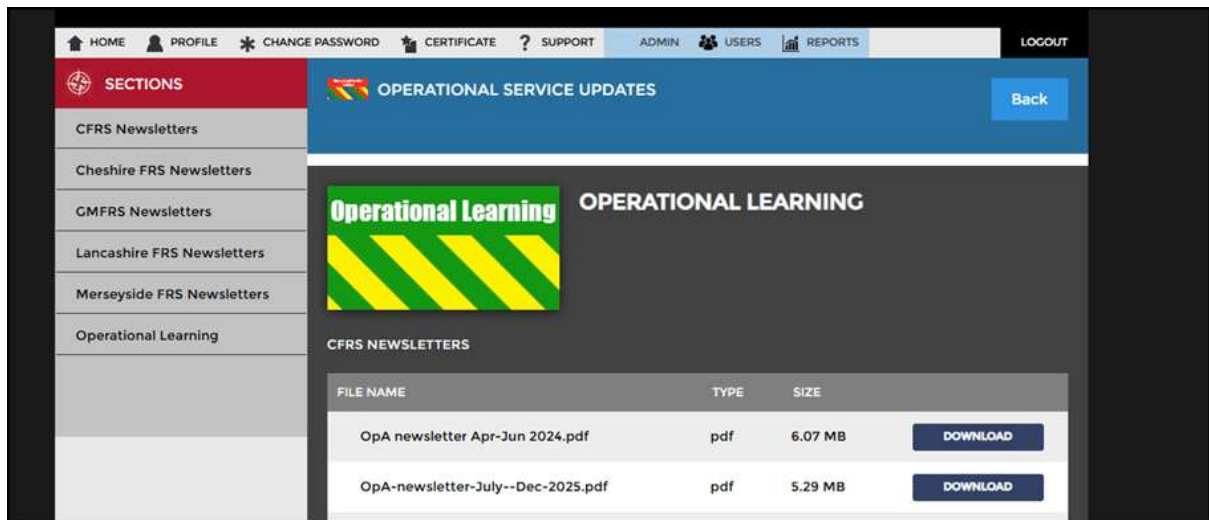 HOME PROFILE CHANGE PASSWORD CERTIFICATE ? SUPPORT ADMIN USERS REPORTS LOGOUT
SECTIONS
CFRS Newsletters
Cheshire FRS Newsletters
GMFRS Newsletters
Lancashire FRS Newsletters
Merseyside FRS Newsletters
Operational Learning
OPERATIONAL SERVICE UPDATES
Back
Operational Learning
OPERATIONAL LEARNING
CFRS NEWSLETTERS
FILE NAME TYPE SIZE
OpA newsletter Apr-Jun 2024.pdf pdf 6.07 MB DOWNLOAD
OpA-newsletter-July--Dec-2025.pdf pdf 5.29 MB DOWNLOAD